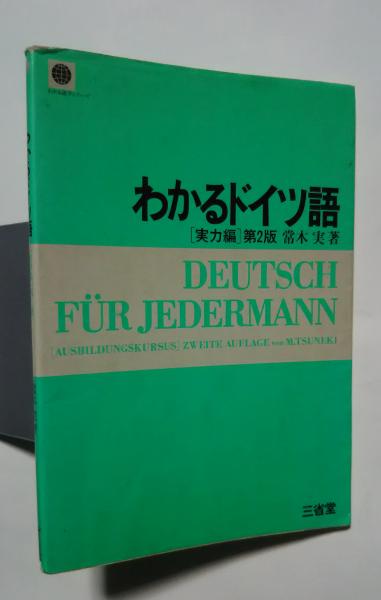 わかるドイツ語
[実力編]第2版 常木 実著
DEUTSCH
FÜR JEDERMANN
[AUSBILDUNGSKURSUS] ZWEITE AUFLAGE von M.TSUNEKI
三省堂